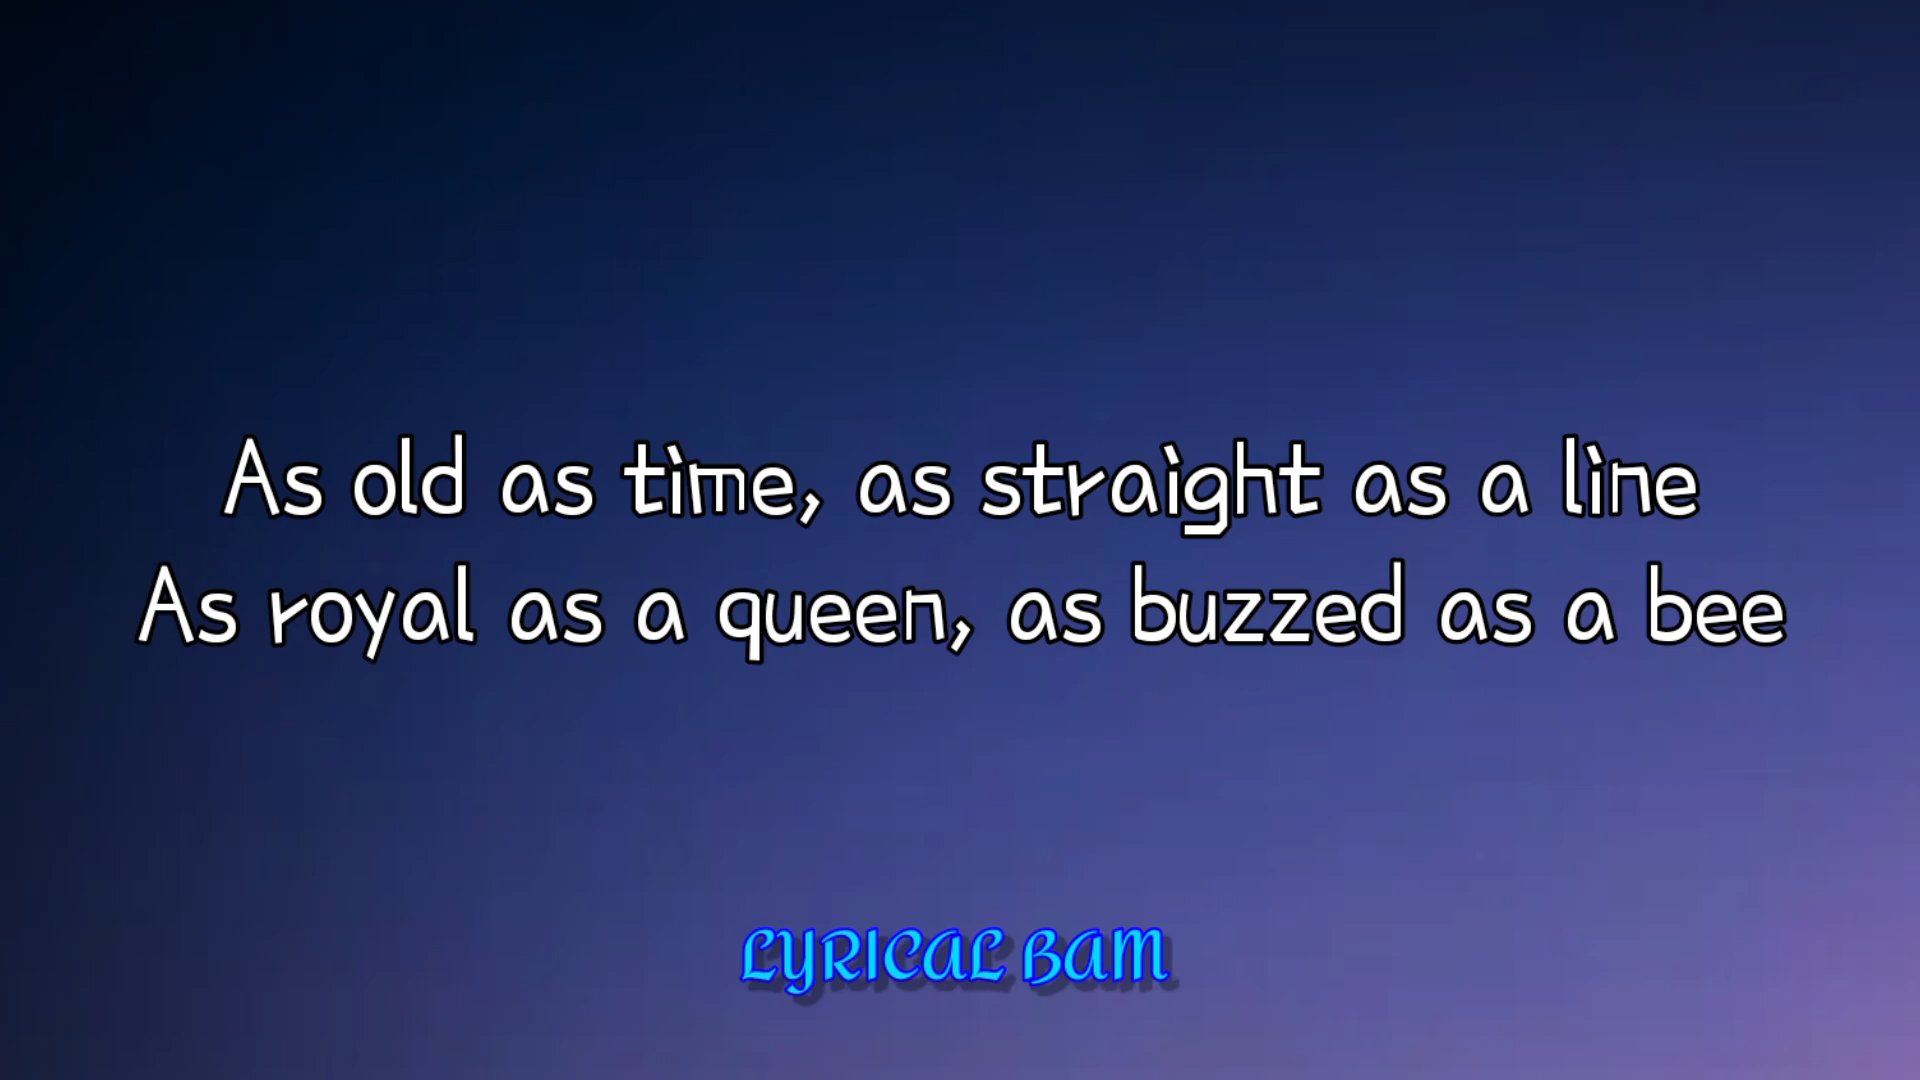 As old as time, as straight as a line
As royal as a queen, as buzzed as a bee
LYRICAL BAM